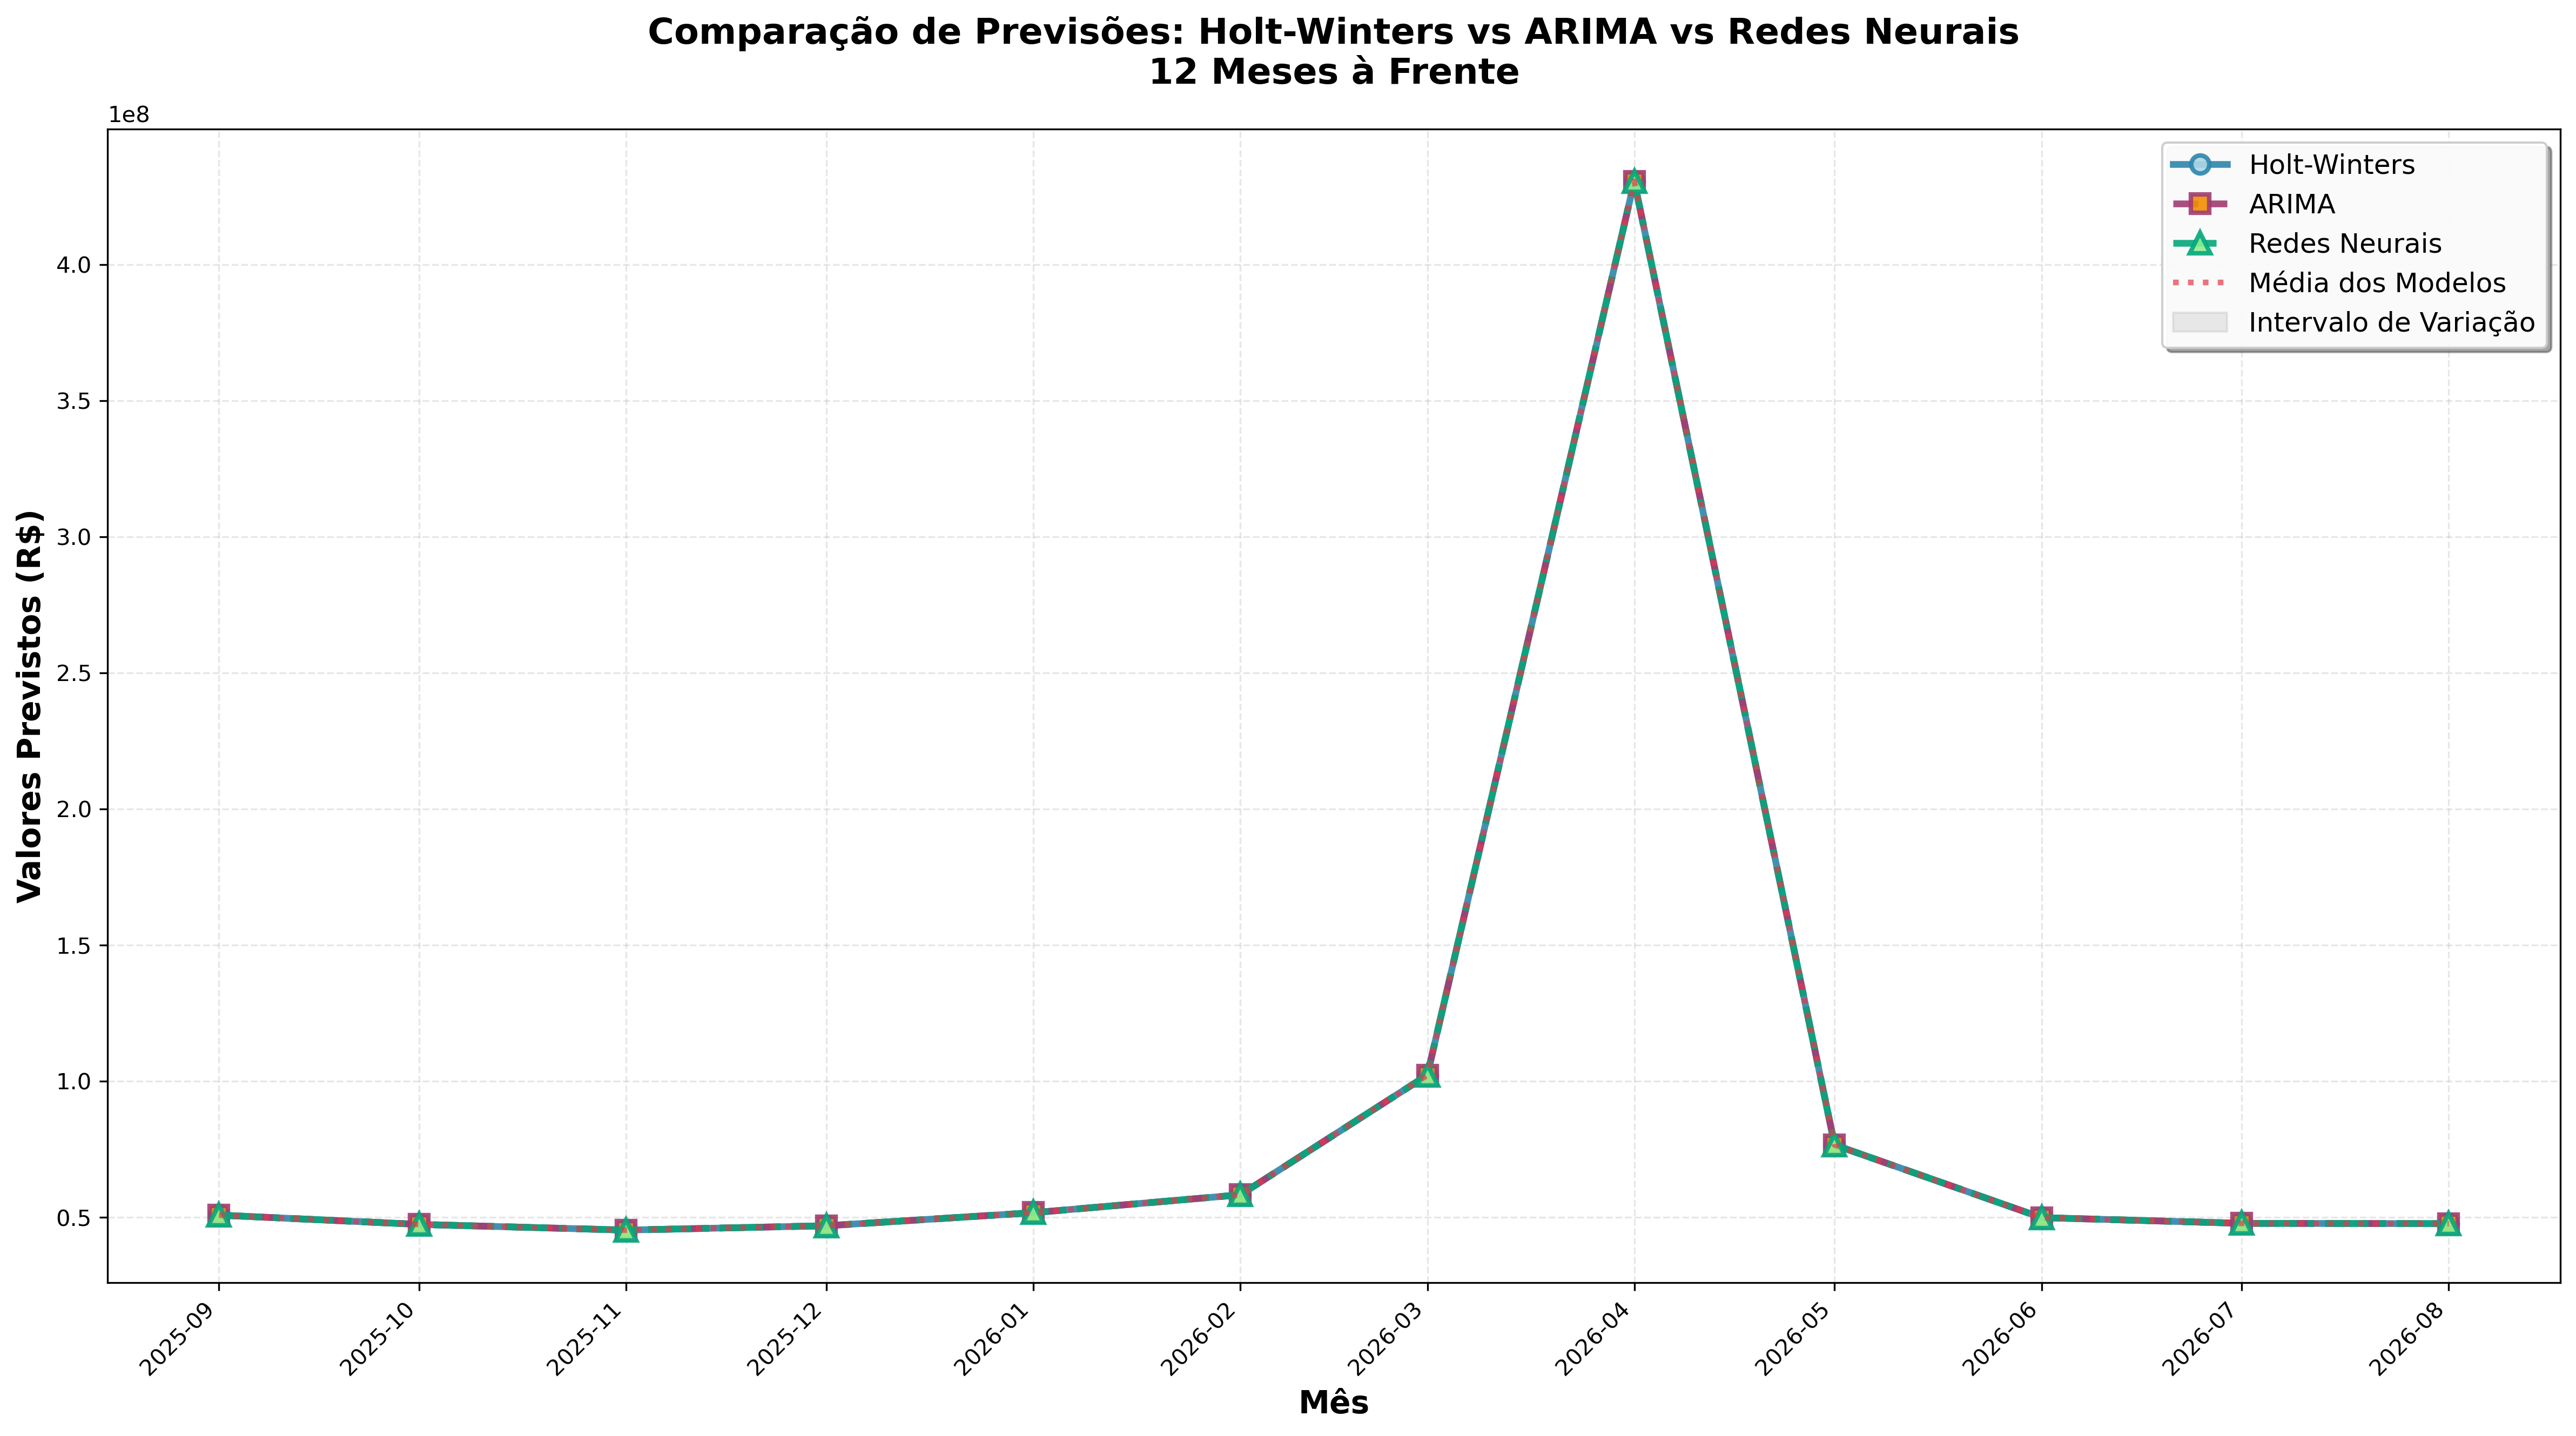 Comparação de Previsões: Holt-Winters vs ARIMA vs Redes Neurais
12 Meses à Frente
1e8
Holt-Winters
ARIMA
Redes Neurais
Média dos Modelos
Intervalo de Variação
Valores Previstos (R$)
4.0
3.5
3.0
2.5
2.0
1.5
1.0
0.5
2025-09
2025-10
2025-11
2025-12
2026-01
2026-02
2026-03
2026-04
2026-05
2026-06
2026-07
2026-08
Mês